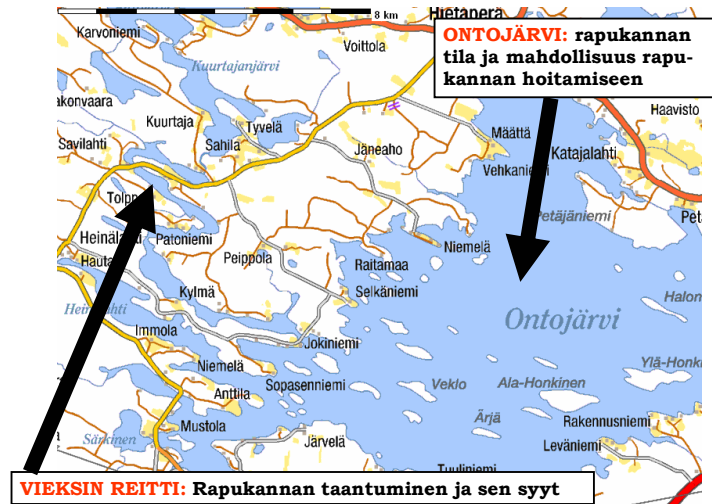 8 km
Hietaperä
Karvoniemi
Voittola
ONTOJÄRVI: rapukannan
tila ja mahdollisuus rapu-
kannan hoitamiseen
Kuurtajanjärvi
akonvaara
Kuurtaja
Tyvelä
Haavisto
Määttä
Savilahti
Sahila
Jäneaho
Katajalahti
Vehkaniemi
Tolppa
Petäjäniemi
Pet
Heinälahti
Patoniemi
Niemelä
Hauta
Peippola
Raitamaa
Kylmä
Selkäniemi
Halon
Ontojärvi
Immola
Jokiniemi
Ylä-Honk
Niemelä
Sopasenniemi
Veklo
Ala-Honkinen
Anttila
Ärjä
Rakennusniemi
Mustola
Järvelä
Leväniemi
Särkinen
Tuuliniemi
VIEKSIN REITTI: Rapukannan taantuminen ja sen syyt